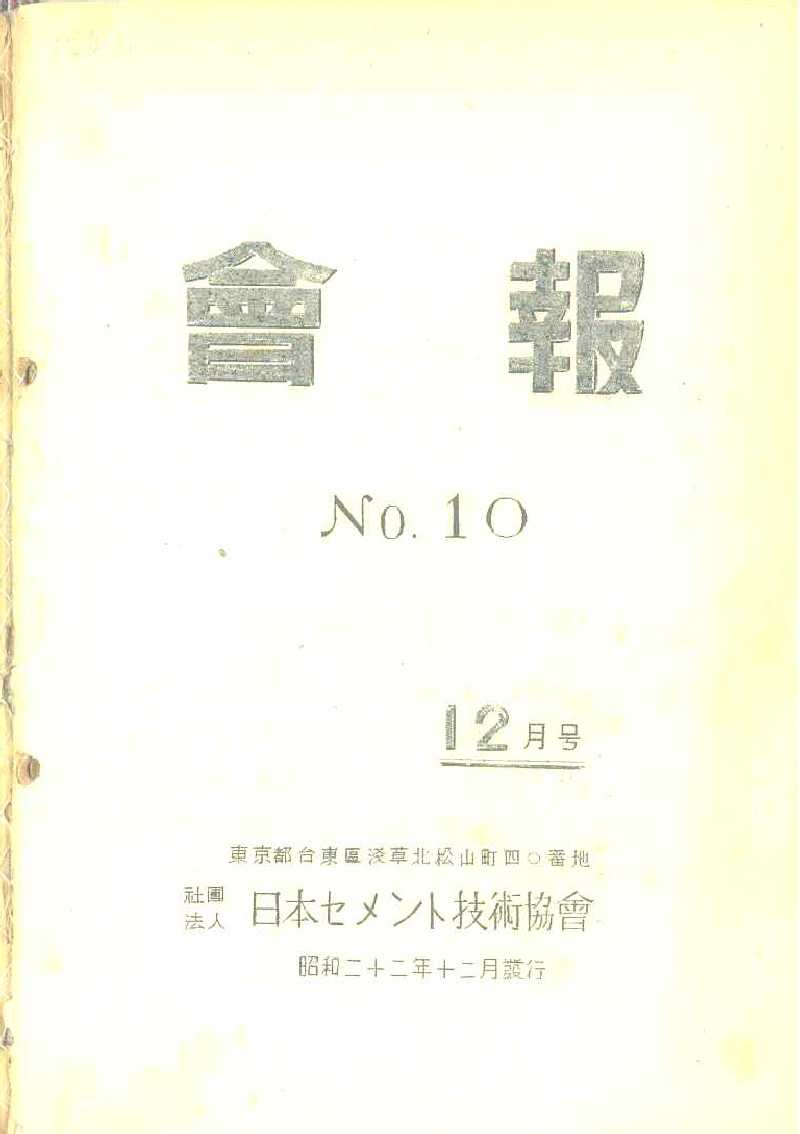 會報
No. 10
12月号
東京都台東區淺草北松山町四〇番地
社團法人 日本セメント技術協會
昭和二十二年十二月發行